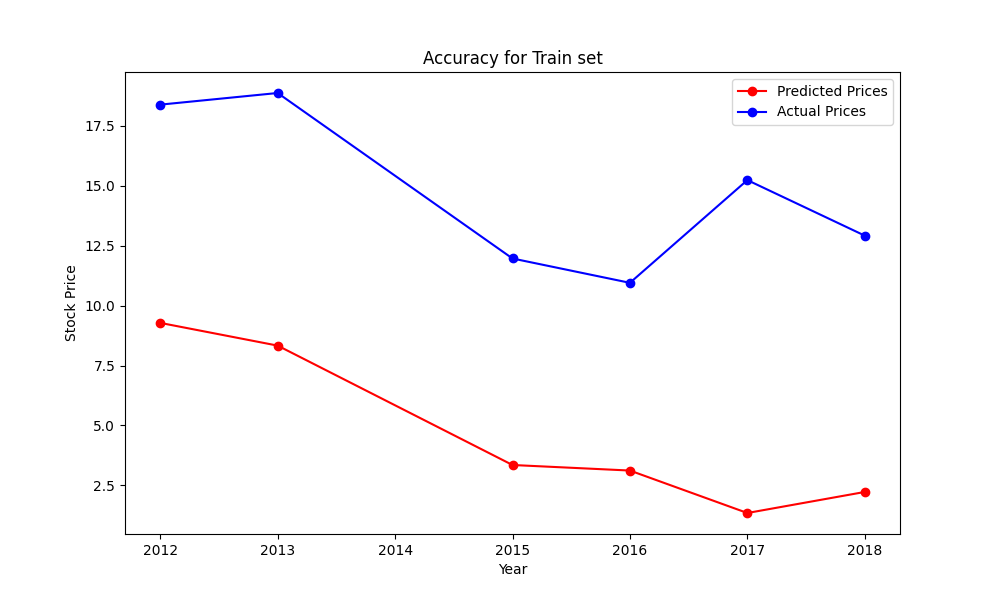 Accuracy for Train set
Predicted Prices
Actual Prices
17.5
15.0
12.5
10.0
7.5
5.0
2.5
Stock Price
2012 2013 2014 2015 2016 2017 2018
Year